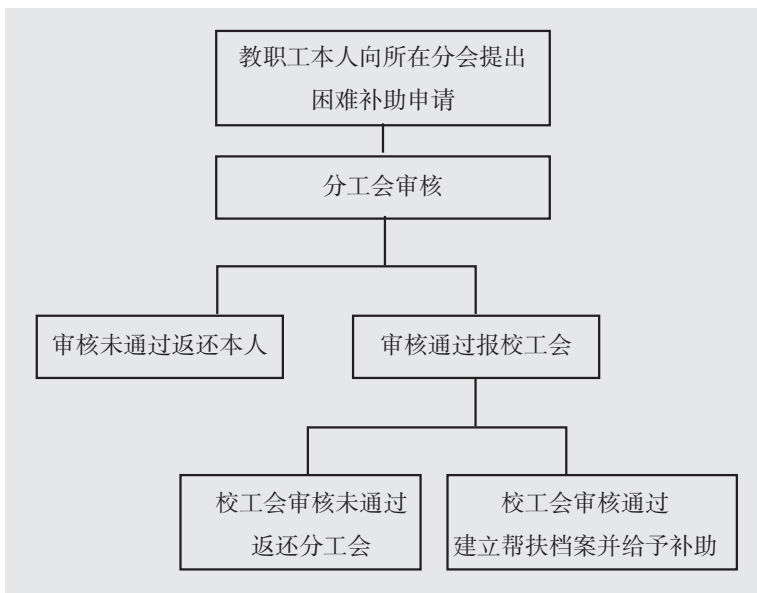 教职工本人向所在分会提出
困难补助申请
分工会审核
审核未通过返还本人
审核通过报校工会
校工会审核未通过
返还分工会
校工会审核通过
建立帮扶档案并给予补助